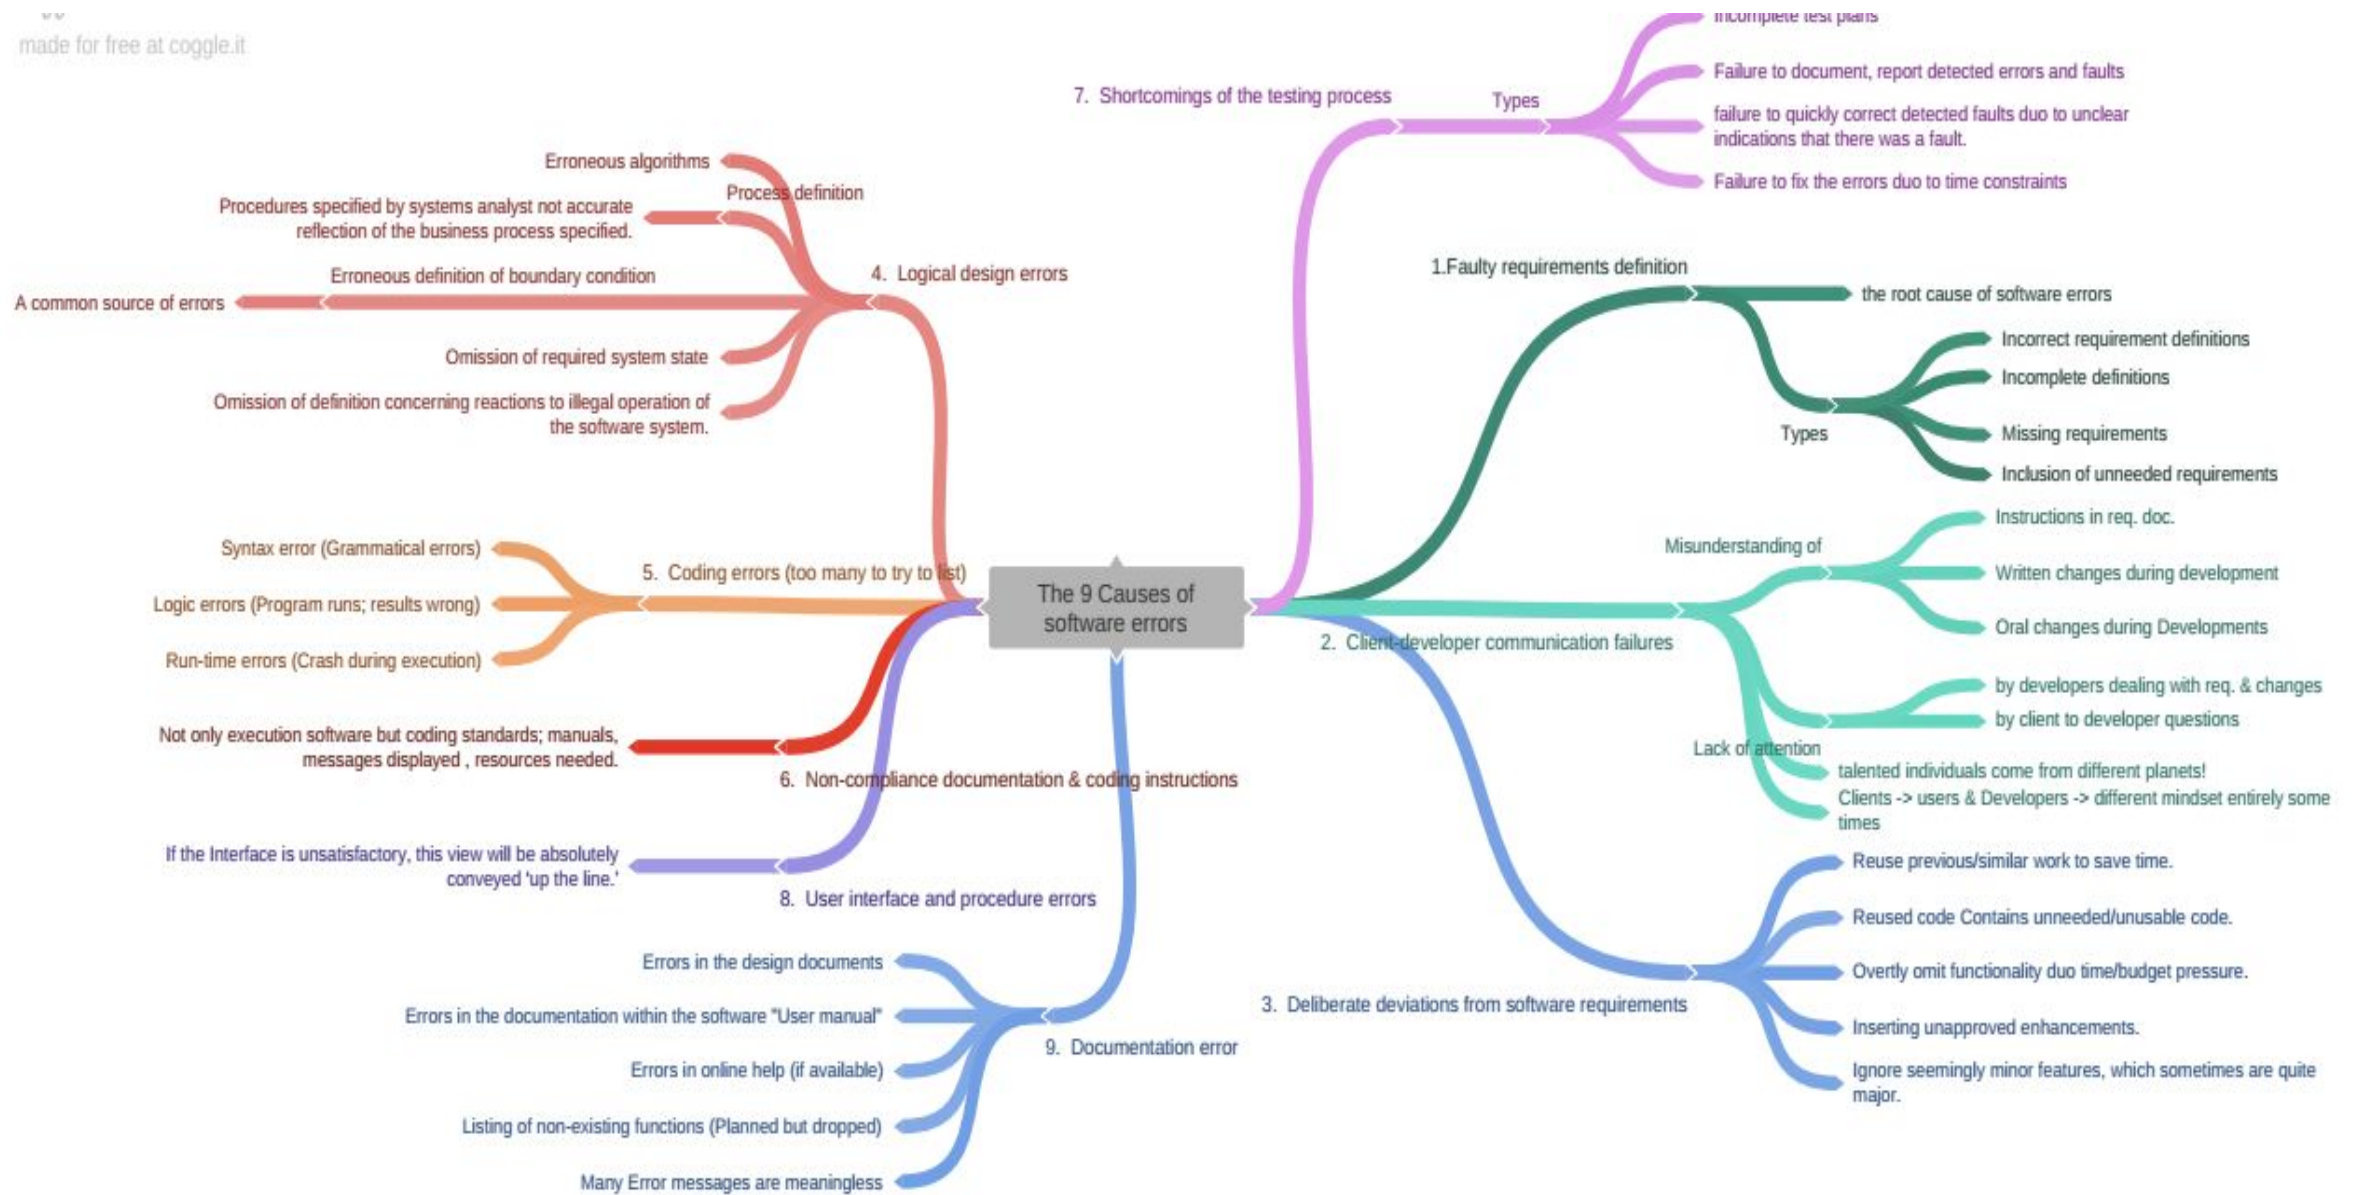 made for free at coggle.it
Incomplete test plans
7. Shortcomings of the testing process
Types
Failure to document, report detected errors and faults
failure to quickly correct detected faults duo to unclear
indications that there was a fault.
Failure to fix the errors duo to time constraints
Erroneous algorithms
Process definition
Procedures specified by systems analyst not accurate
reflection of the business process specified.
Erroneous definition of boundary condition
A common source of errors
4. Logical design errors
Omission of required system state
Omission of definition concerning reactions to illegal operation of
the software system.
1.Faulty requirements definition
the root cause of software errors
Types
Incorrect requirement definitions
Incomplete definitions
Missing requirements
Inclusion of unneeded requirements
Syntax error (Grammatical errors)
5. Coding errors (too many to try to list)
Logic errors (Program runs; results wrong)
Run-time errors (Crash during execution)
The 9 Causes of
software errors
2. Client-developer communication failures
Misunderstanding of
Instructions in req. doc.
Written changes during development
Oral changes during Developments
Lack of attention
by developers dealing with req. & changes
by client to developer questions
talented individuals come from different planets!
Clients -> users & Developers -> different mindset entirely some
times
Not only execution software but coding standards; manuals,
messages displayed , resources needed.
6. Non-compliance documentation & coding instructions
If the Interface is unsatisfactory, this view will be absolutely
conveyed 'up the line.'
8. User interface and procedure errors
3. Deliberate deviations from software requirements
Reuse previous/similar work to save time.
Reused code Contains unneeded/unusable code.
Overtly omit functionality duo time/budget pressure.
Inserting unapproved enhancements.
Ignore seemingly minor features, which sometimes are quite
major.
9. Documentation error
Errors in the design documents
Errors in the documentation within the software "User manual"
Errors in online help (if available)
Listing of non-existing functions (Planned but dropped)
Many Error messages are meaningless